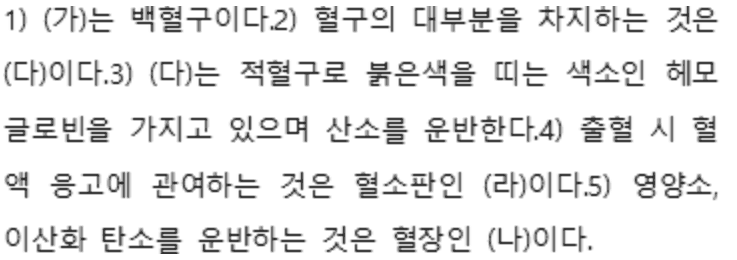 1) (가)는 백혈구이다.2) 혈구의 대부분을 차지하는 것은
(다)이다.3) (다)는 적혈구로 붉은색을 띠는 색소인 헤모
글로빈을 가지고 있으며 산소를 운반한다.4) 출혈 시 혈
액 응고에 관여하는 것은 혈소판인 (라)이다.5) 영양소,
이산화 탄소를 운반하는 것은 혈장인 (나)이다.